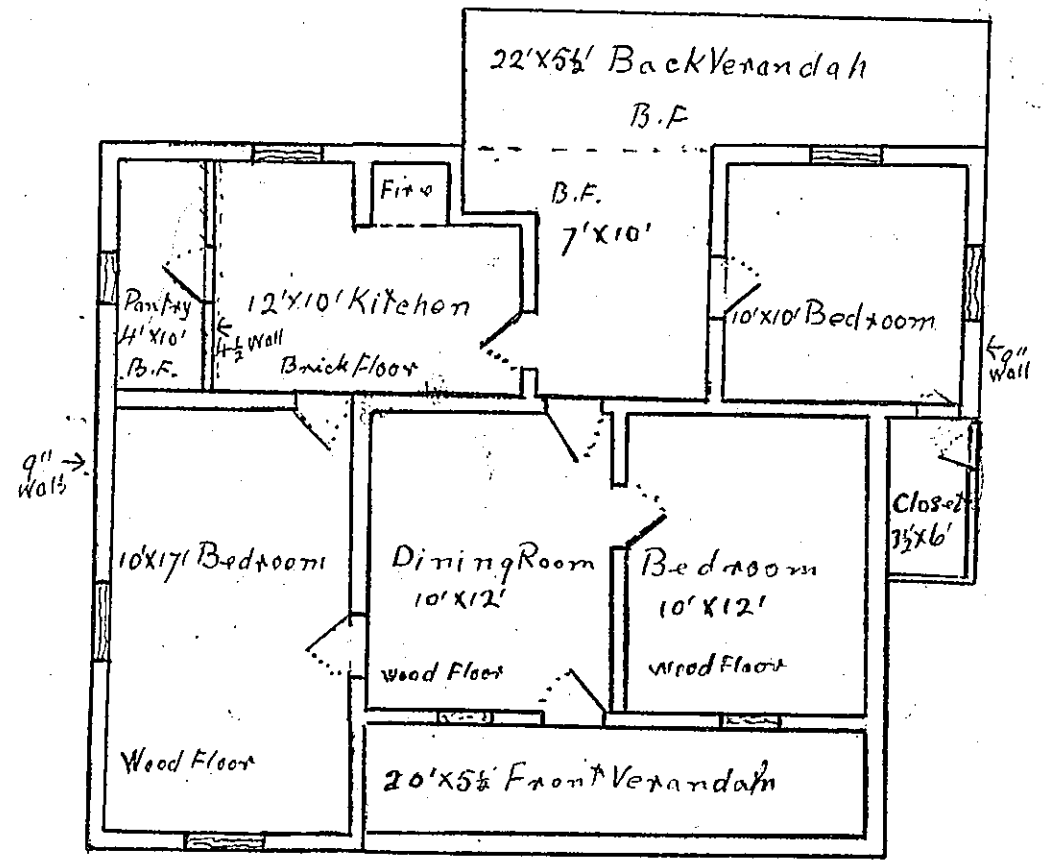 22'X5½' Back Verandah
B.F
Fire
B.F.
7'X10'
Pantry
4'X10'
B.F.
12'X10' Kitchen
← 4½ Wall
Brick Floor
10'X10' Bedroom
←9"
Wall
9" →
Walls
10'X17' Bedroom
Wood Floor
Dining Room
10'X12'
Wood Floor
Bedroom
10'X12'
Wood Floor
Closet
3½'X6'
20'X5½' Front Verandah